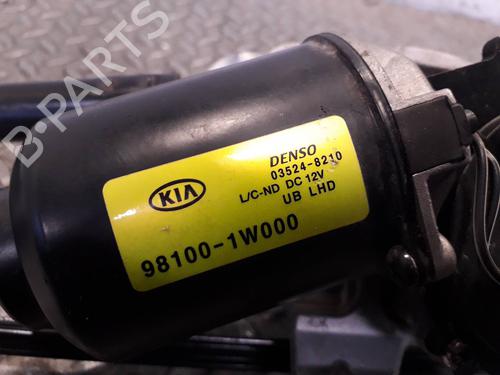 B-PARTS
KIA
DENSO
03524-8210
L/C-ND DC 12V
UB LHD
98100-1W000